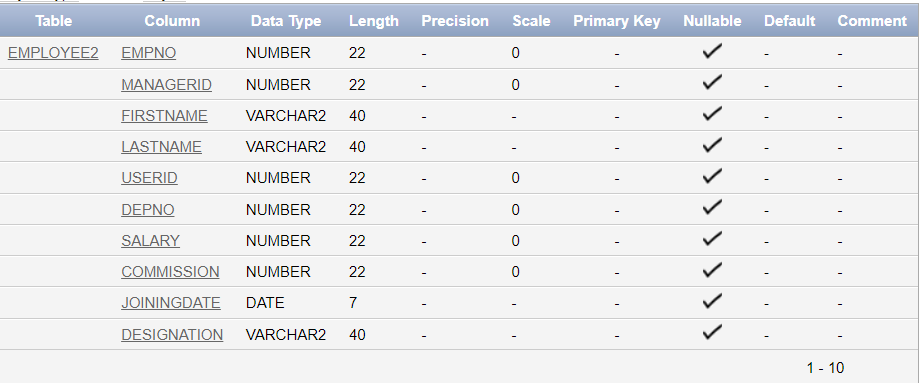 Table Column Data Type Length Precision Scale Primary Key Nullable Default Comment
EMPLOYEE2 EMPNO NUMBER 22 - 0 - ✓ - -
MANAGERID NUMBER 22 - 0 - ✓ - -
FIRSTNAME VARCHAR2 40 - - - ✓ - -
LASTNAME VARCHAR2 40 - - - ✓ - -
USERID NUMBER 22 - 0 - ✓ - -
DEPNO NUMBER 22 - 0 - ✓ - -
SALARY NUMBER 22 - 0 - ✓ - -
COMMISSION NUMBER 22 - 0 - ✓ - -
JOININGDATE DATE 7 - - - ✓ - -
DESIGNATION VARCHAR2 40 - - - ✓ - -
1 - 10